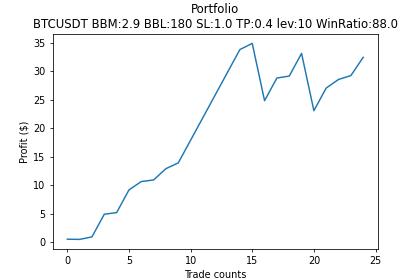 Portfolio
BTCUSDT BBM:2.9 BBL:180 SL:1.0 TP:0.4 lev:10 WinRatio:88.0
Profit ($)
35
30
25
20
15
10
5
0
0 5 10 15 20 25
Trade counts